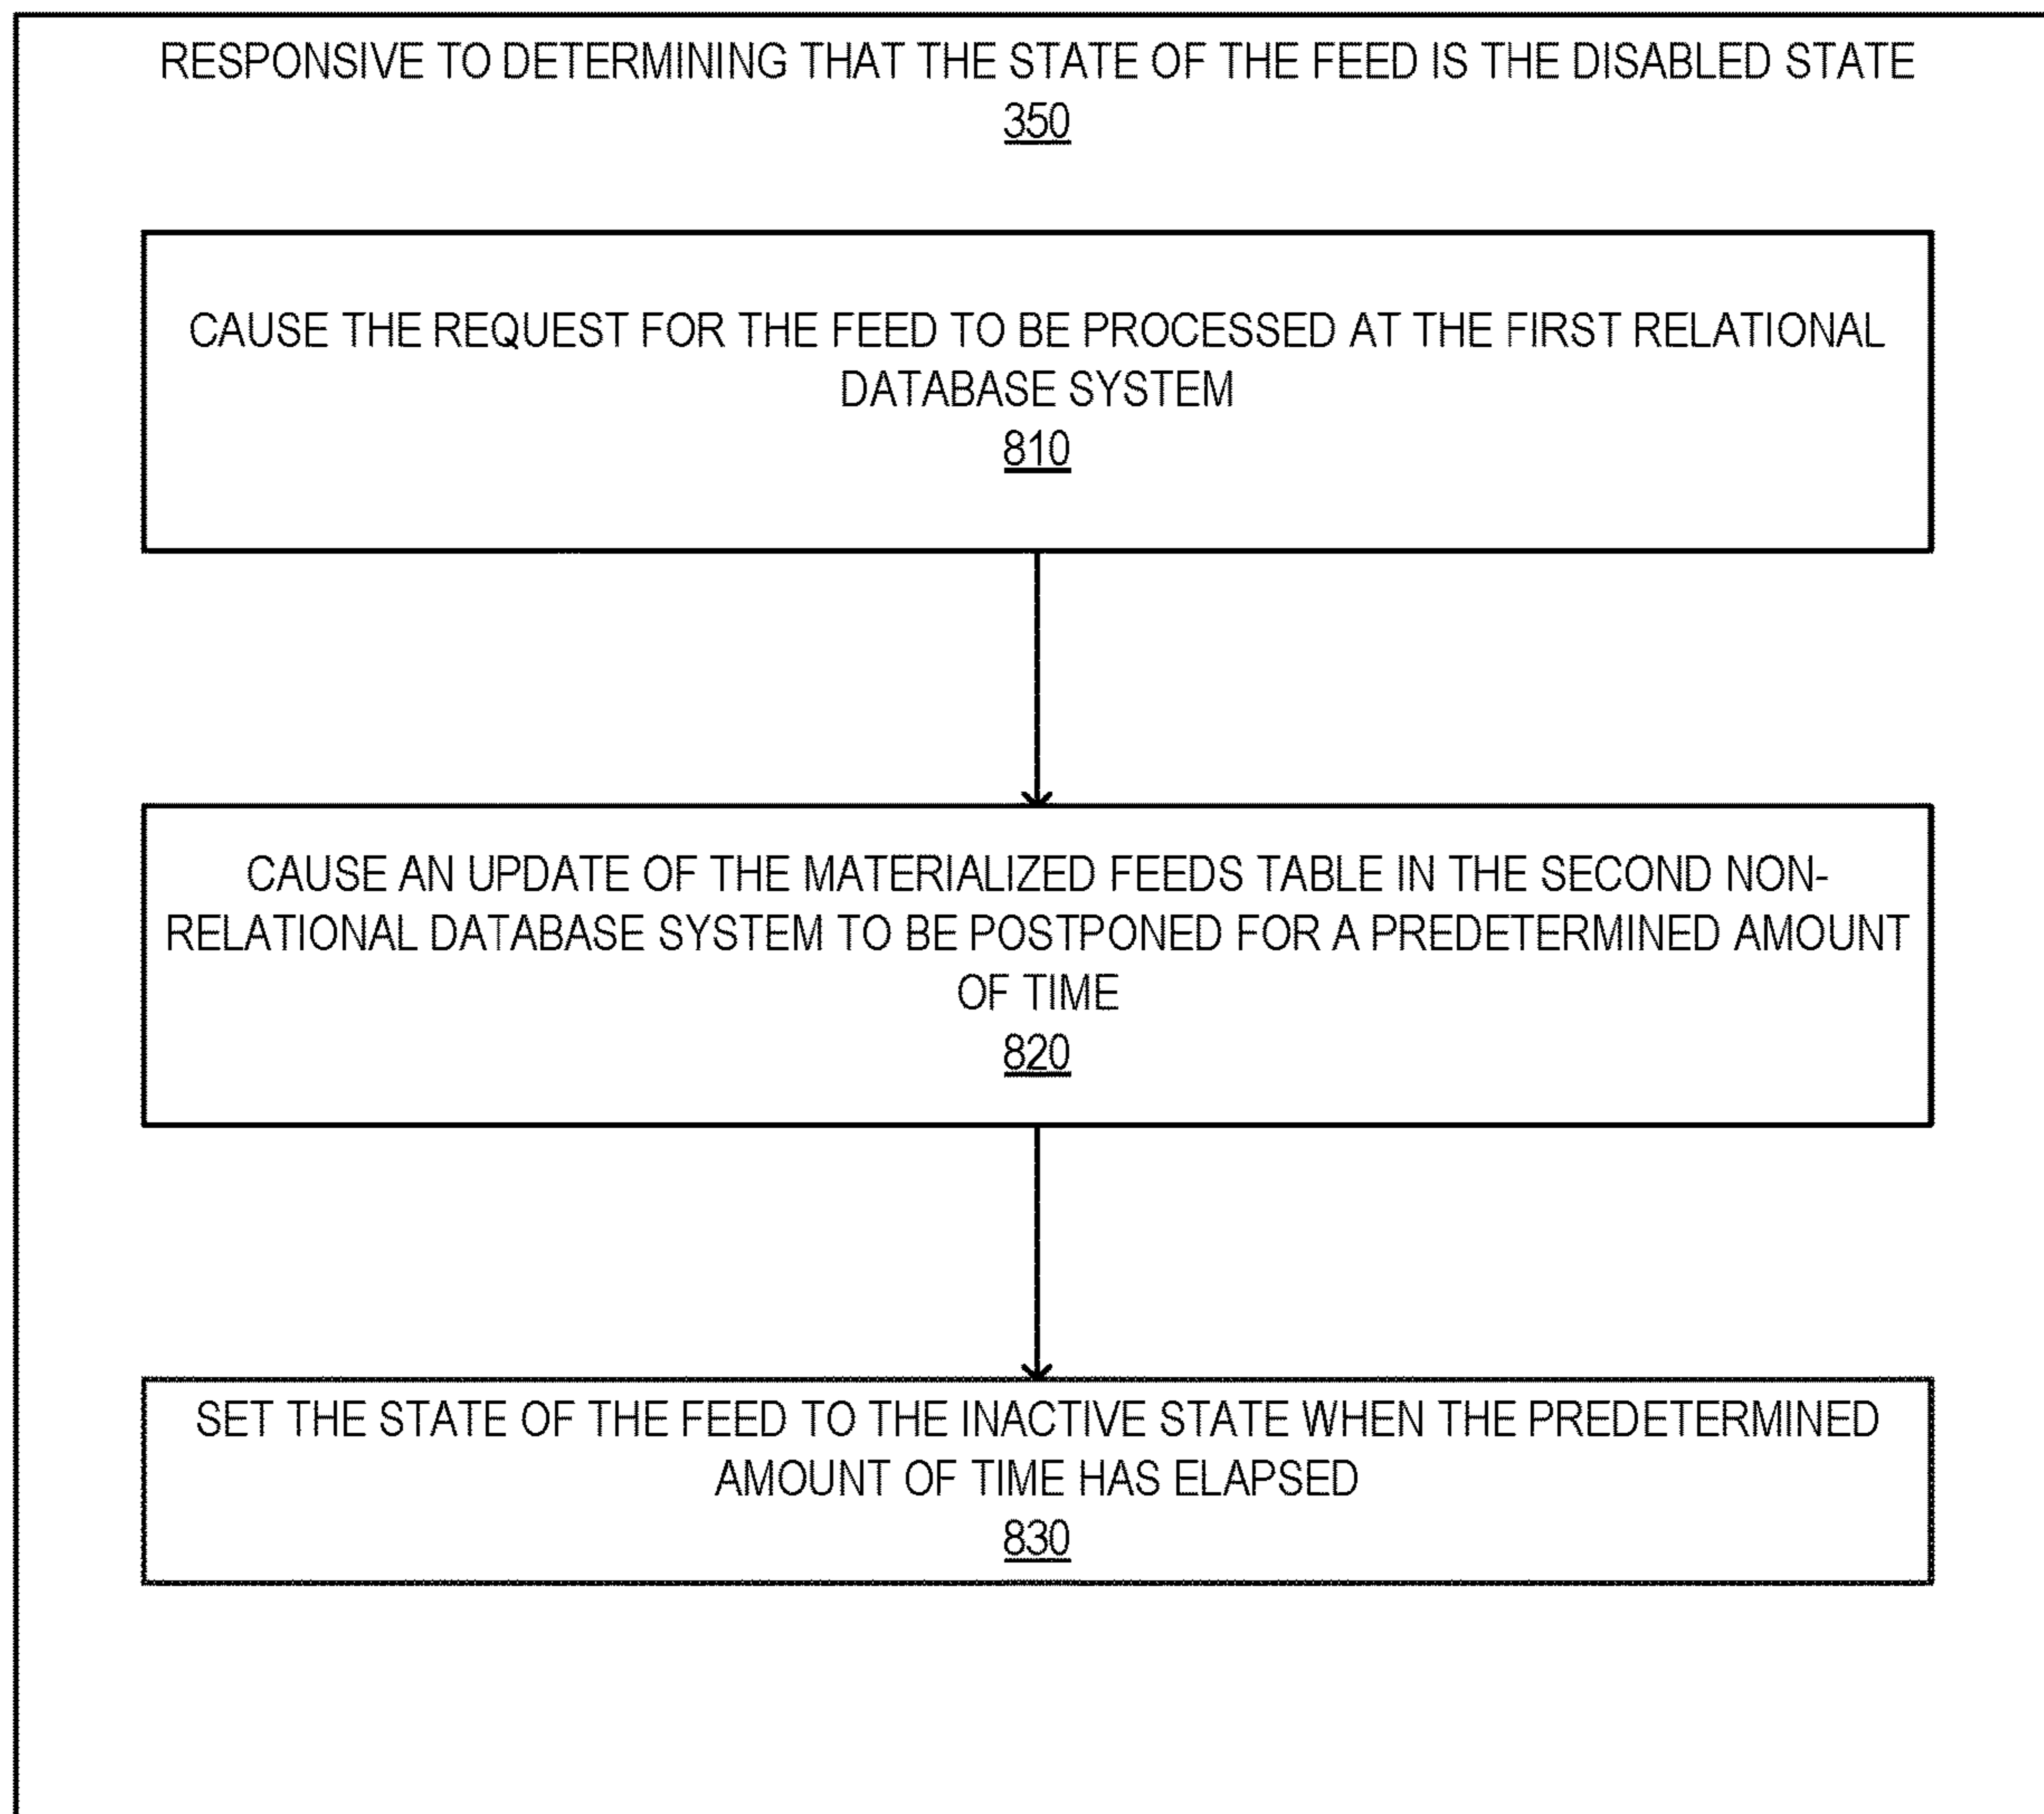 RESPONSIVE TO DETERMINING THAT THE STATE OF THE FEED IS THE DISABLED STATE
350
CAUSE THE REQUEST FOR THE FEED TO BE PROCESSED AT THE FIRST RELATIONAL
DATABASE SYSTEM
810
CAUSE AN UPDATE OF THE MATERIALIZED FEEDS TABLE IN THE SECOND NON-
RELATIONAL DATABASE SYSTEM TO BE POSTPONED FOR A PREDETERMINED AMOUNT
OF TIME
820
SET THE STATE OF THE FEED TO THE INACTIVE STATE WHEN THE PREDETERMINED
AMOUNT OF TIME HAS ELAPSED
830